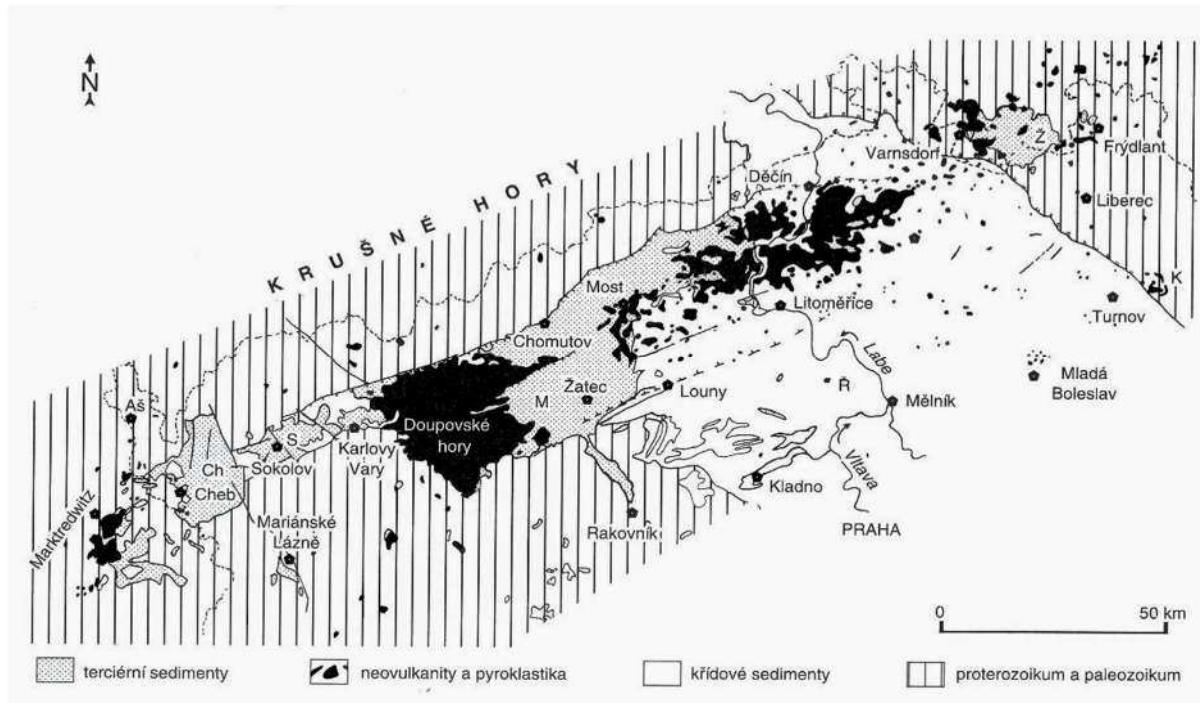 N
KRUŠNÉ HORY
Varnsdorf
Ž
Frýdlant
Děčín
Liberec
Most
K
Litoměřice
Turnov
Chomutov
Labe
Mladá
Boleslav
Žatec
Louny
M
Ř
Mělník
Aš
Doupovské
hory
S
Karlovy
Vary
Sokolov
Ch
Cheb
Kladno
Vltava
Mariánské
Lázně
Marktredwitz
Rakovník
PRAHA
0 50 km
terciérní sedimenty
neovulkanity a pyroklastika
křídové sedimenty
proterozoikum a paleozoikum